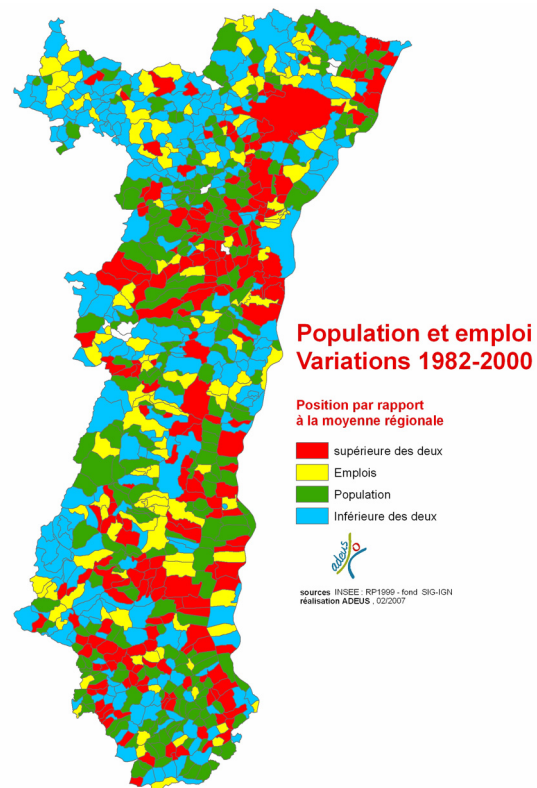 Population et emploi
Variations 1982-2000
Position par rapport
à la moyenne régionale
supérieure des deux
Emplois
Population
Inférieure des deux
adeus
sources INSEE : RP1999 - fond SIG-IGN
réalisation ADEUS , 02/2007